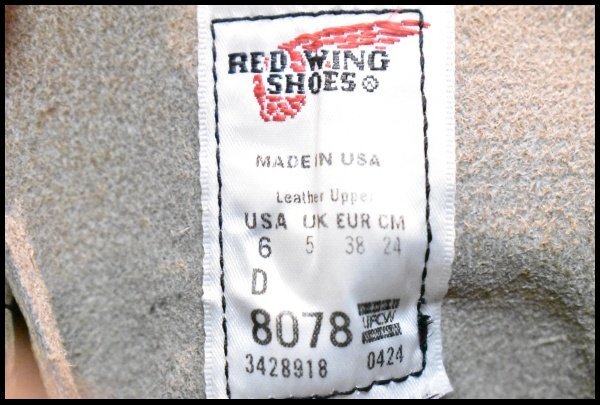 RED WING
SHOES®
MADE IN USA
Leather Upper
USA UK EUR CM
6 5 38 24
D
8078 UFCW
3428918 0424